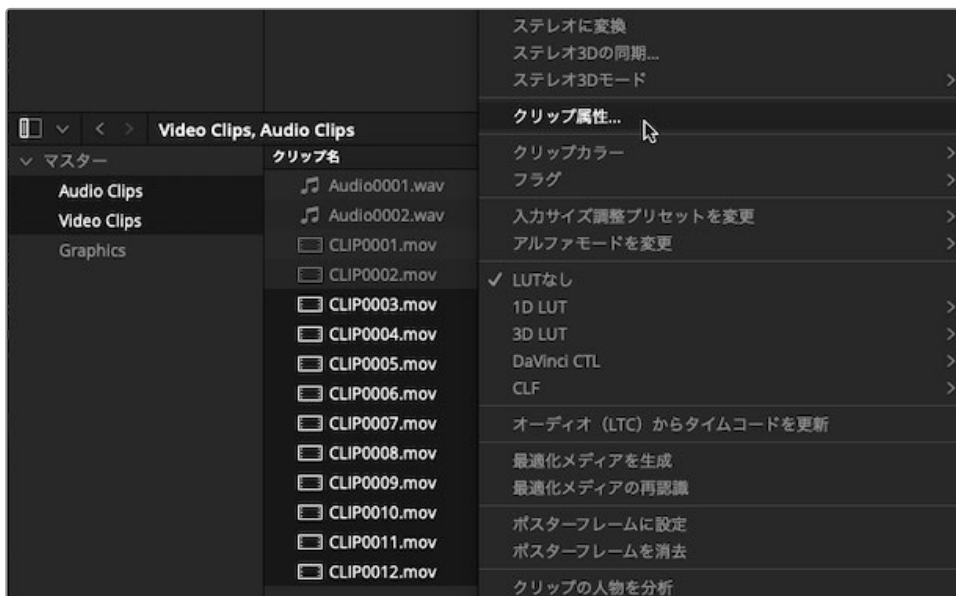 Video Clips, Audio Clips
マスター
Audio Clips
Video Clips
Graphics
クリップ名
Audio0001.wav
Audio0002.wav
CLIP0001.mov
CLIP0002.mov
CLIP0003.mov
CLIP0004.mov
CLIP0005.mov
CLIP0006.mov
CLIP0007.mov
CLIP0008.mov
CLIP0009.mov
CLIP0010.mov
CLIP0011.mov
CLIP0012.mov
ステレオに変換
ステレオ3Dの同期...
ステレオ3Dモード
クリップ属性...
クリップカラー
フラグ
入力サイズ調整プリセットを変更
アルファモードを変更
LUTなし
1D LUT
3D LUT
DaVinci CTL
CLF
オーディオ（LTC）からタイムコードを更新
最適化メディアを生成
最適化メディアの再認識
ポスターフレームに設定
ポスターフレームを消去
クリップの人物を分析